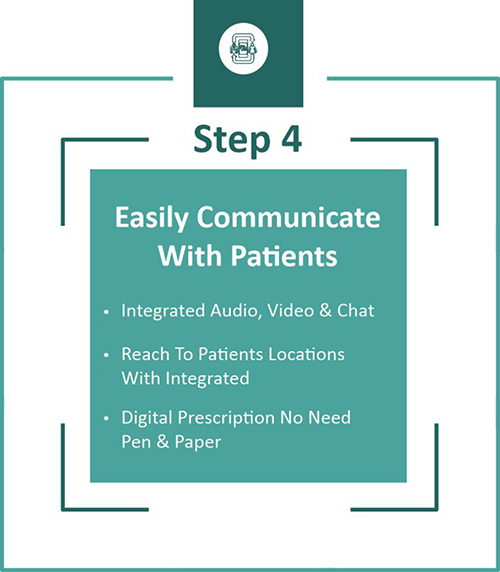 Step 4
Easily Communicate
With Patients
• Integrated Audio, Video & Chat
• Reach To Patients Locations
With Integrated
• Digital Prescription No Need
Pen & Paper